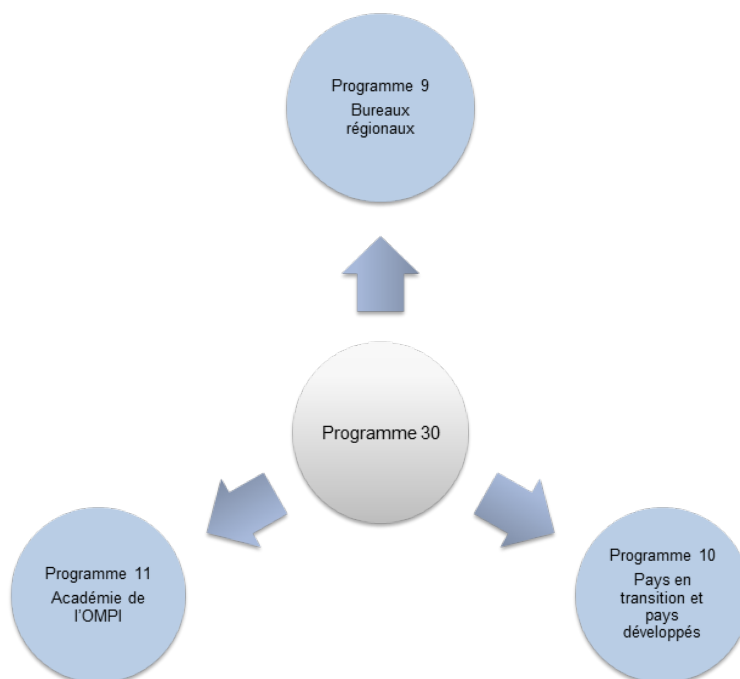 Programme 9
Bureaux
régionaux
Programme 30
Programme 11
Académie de
l'OMPI
Programme 10
Pays en
transition et
pays
développés